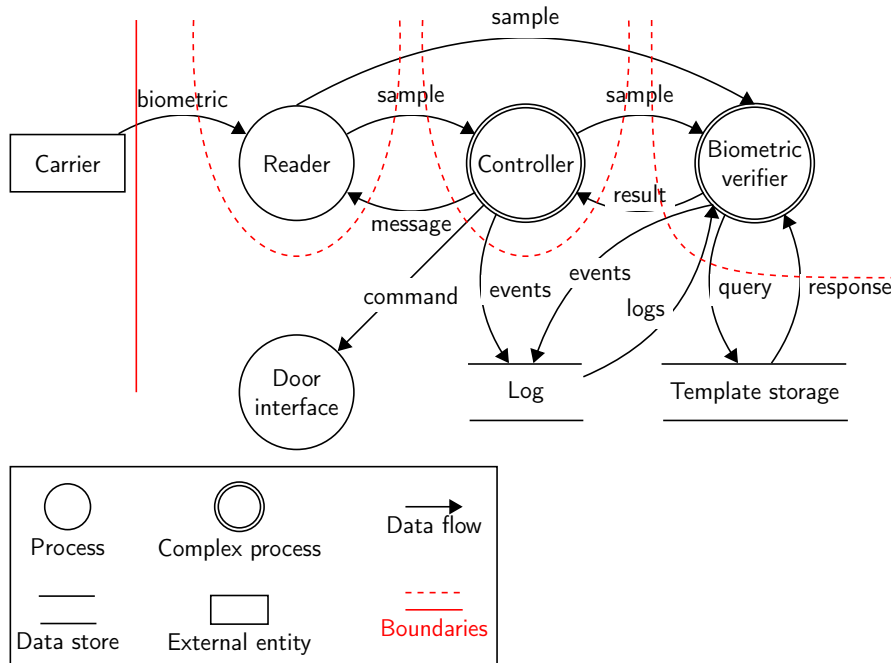 sample
biometric
sample
sample
Carrier
Reader
Controller
Biometric
verifier
result
message
command
events
events
logs
query
response
Door
interface
Log
Template storage
Process
Complex process
Data flow
Data store
External entity
Boundaries